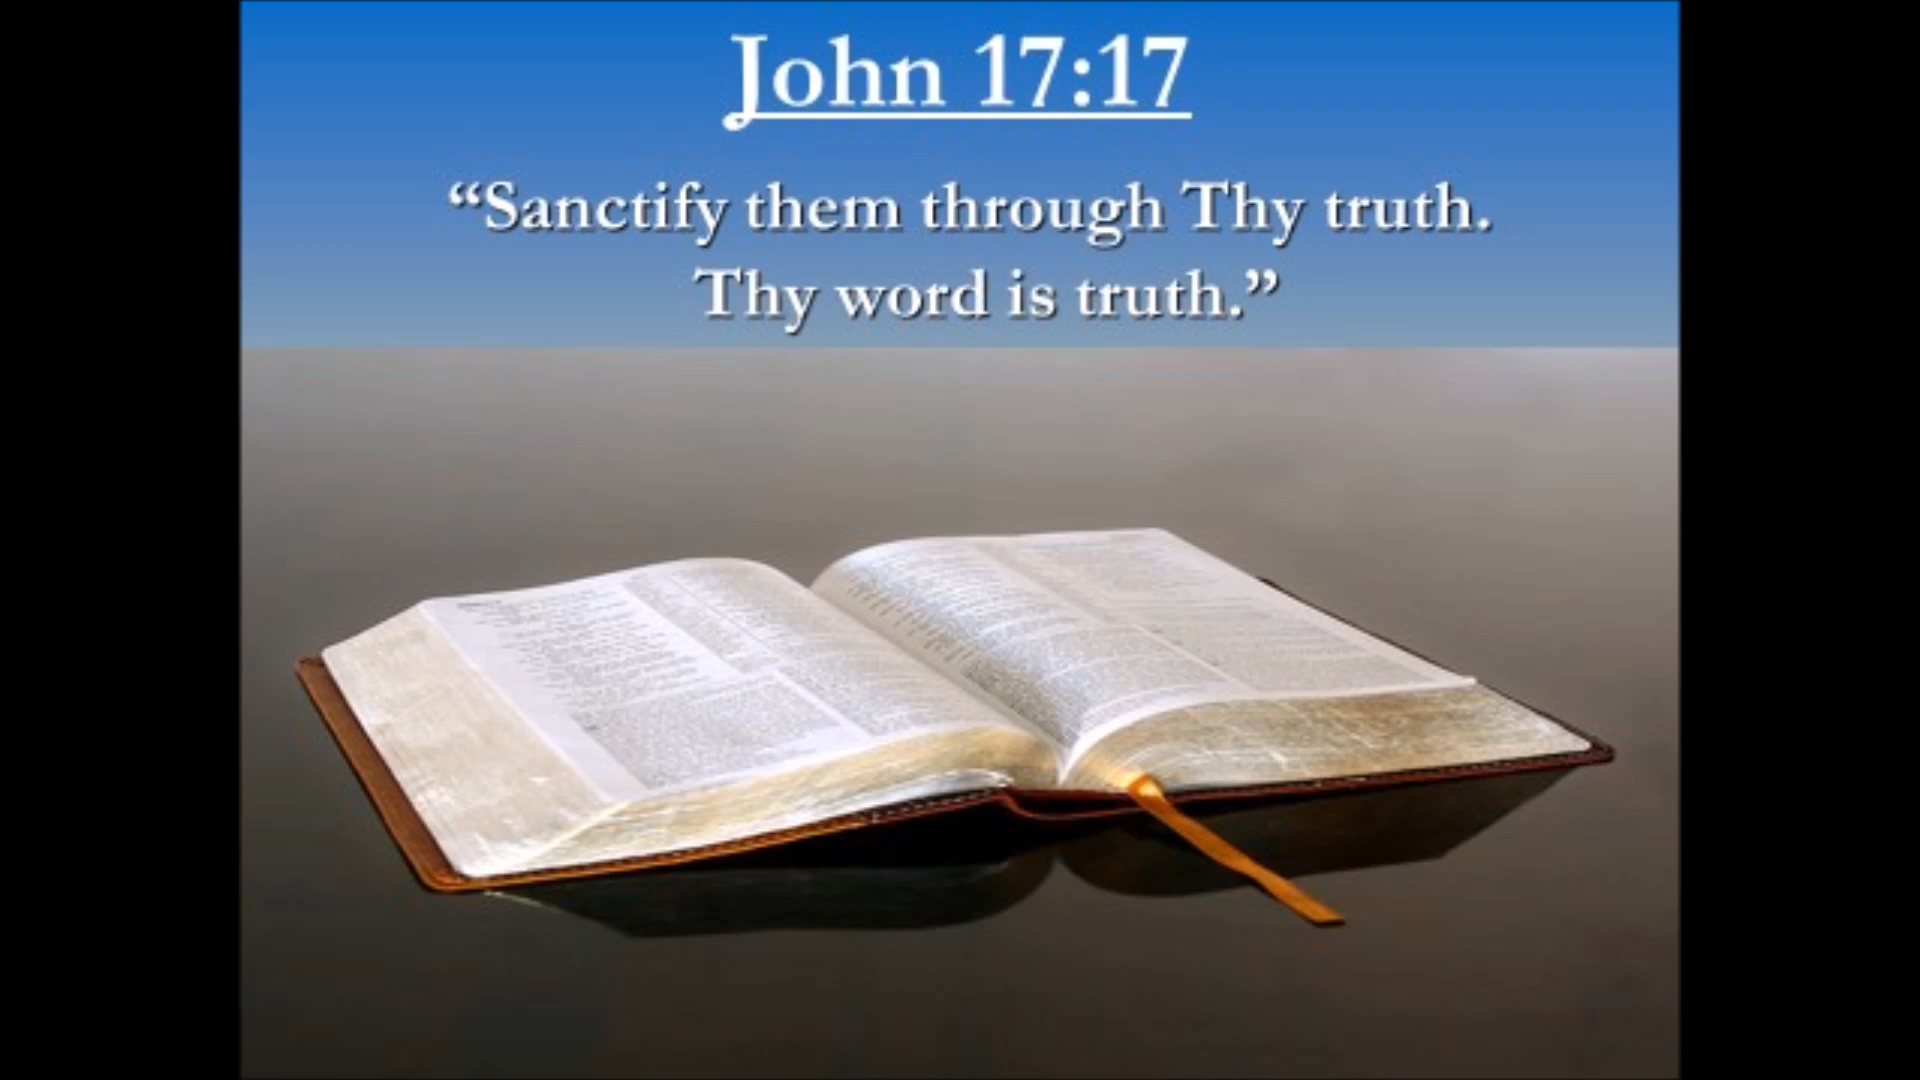 John 17:17
“Sanctify them through Thy truth.
Thy word is truth.”